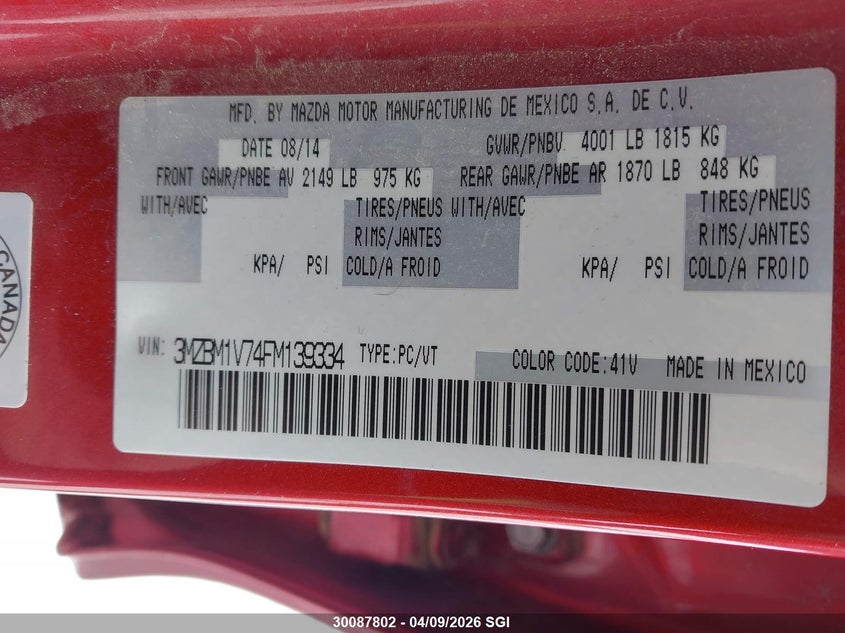 MFD. BY MAZDA MOTOR MANUFACTURING DE MEXICO S.A. DE C.V.
DATE 08/14 GVWR/PNBV 4001 LB 1815 KG
FRONT GAWR/PNBE AV 2149 LB 975 KG REAR GAWR/PNBE AR 1870 LB 848 KG
WITH/AVEC TIRES/PNEUS WITH/AVEC TIRES/PNEUS
RIMS/JANTES RIMS/JANTES
KPA/ PSI COLD/A FROID KPA/ PSI COLD/A FROID
VIN: 3MZBM1V74FM139334 TYPE:PC/VT COLOR CODE:41V MADE IN MEXICO
CANADA
30087802 - 04/09/2026 SGI